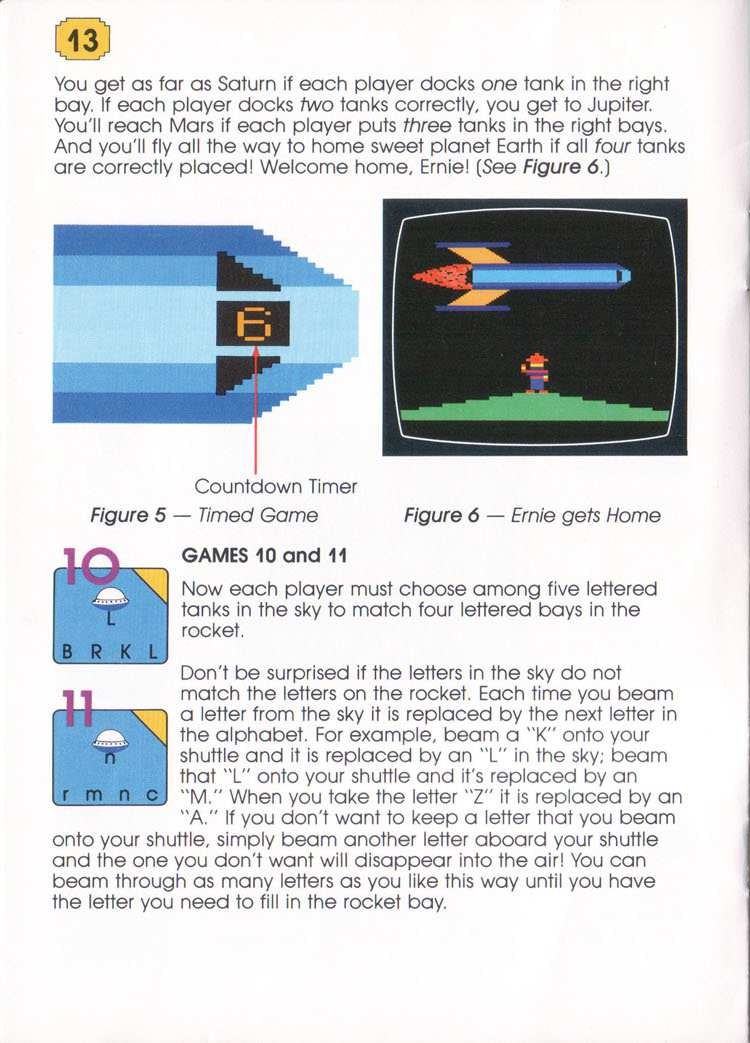 13
You get as far as Saturn if each player docks one tank in the right
bay. If each player docks two tanks correctly, you get to Jupiter.
You'll reach Mars if each player puts three tanks in the right bays.
And you'll fly all the way to home sweet planet Earth if all four tanks
are correctly placed! Welcome home, Ernie! (See Figure 6.)
6
Countdown Timer
Figure 5 — Timed Game
Figure 6 — Ernie gets Home
10
L
B R K L
GAMES 10 and 11
Now each player must choose among five lettered
tanks in the sky to match four lettered bays in the
rocket.
11
n
r m n c
Don't be surprised if the letters in the sky do not
match the letters on the rocket. Each time you beam
a letter from the sky it is replaced by the next letter in
the alphabet. For example, beam a "K" onto your
shuttle and it is replaced by an "L" in the sky; beam
that "L" onto your shuttle and it's replaced by an
"M." When you take the letter "Z" it is replaced by an
"A." If you don't want to keep a letter that you beam
onto your shuttle, simply beam another letter aboard your shuttle
and the one you don't want will disappear into the air! You can
beam through as many letters as you like this way until you have
the letter you need to fill in the rocket bay.